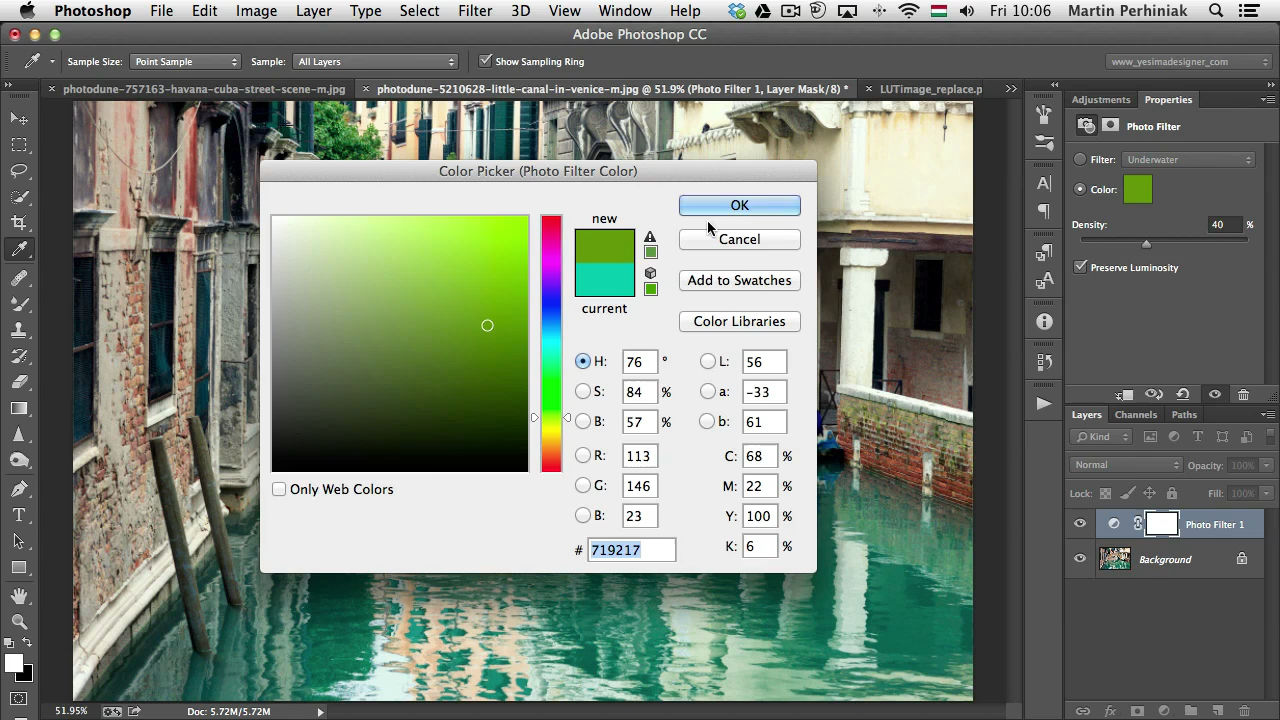 Photoshop File Edit Image Layer Type Select Filter 3D View Window Help Fri 10:06 Martin Perhiniak
Adobe Photoshop CC
Sample Size: Point Sample Sample: All Layers Show Sampling Ring www_yesimadesigner_com
photodune-757163-havana-cuba-street-scene-m.jpg photodune-5210628-little-canal-in-venice-m.jpg @ 51.9% (Photo Filter 1, Layer Mask/8) * LUTimage_replace.p
Adjustments Properties
Photo Filter
Filter: Underwater
Color:
Density: 40 %
Preserve Luminosity
Color Picker (Photo Filter Color)
new
current
OK
Cancel
Add to Swatches
Color Libraries
H: 76 ° L: 56
S: 84 % a: -33
B: 57 % b: 61
R: 113 C: 68 %
G: 146 M: 22 %
B: 23 Y: 100 %
# 719217 K: 6 %
Only Web Colors
Layers Channels Paths
Kind
Normal Opacity:
Lock: Fill:
Photo Filter 1
Background
51.95% Doc: 5.72M/5.72M